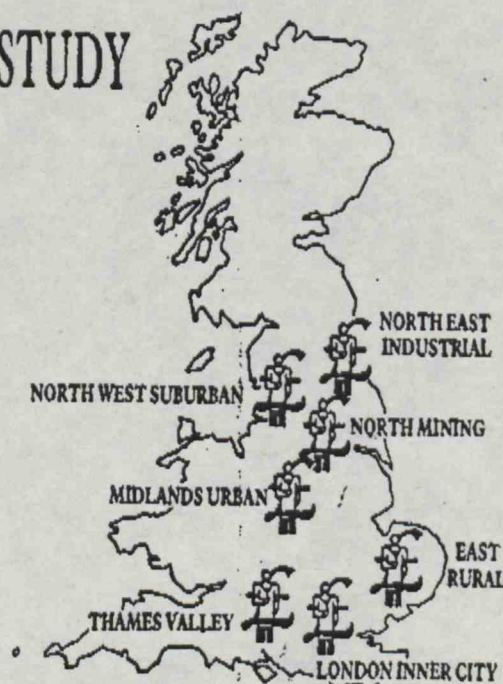 STUDY
NORTH EAST
INDUSTRIAL
NORTH WEST SUBURBAN
NORTH MINING
MIDLANDS URBAN
EAST
RURAL
THAMES VALLEY
LONDON INNER CITY